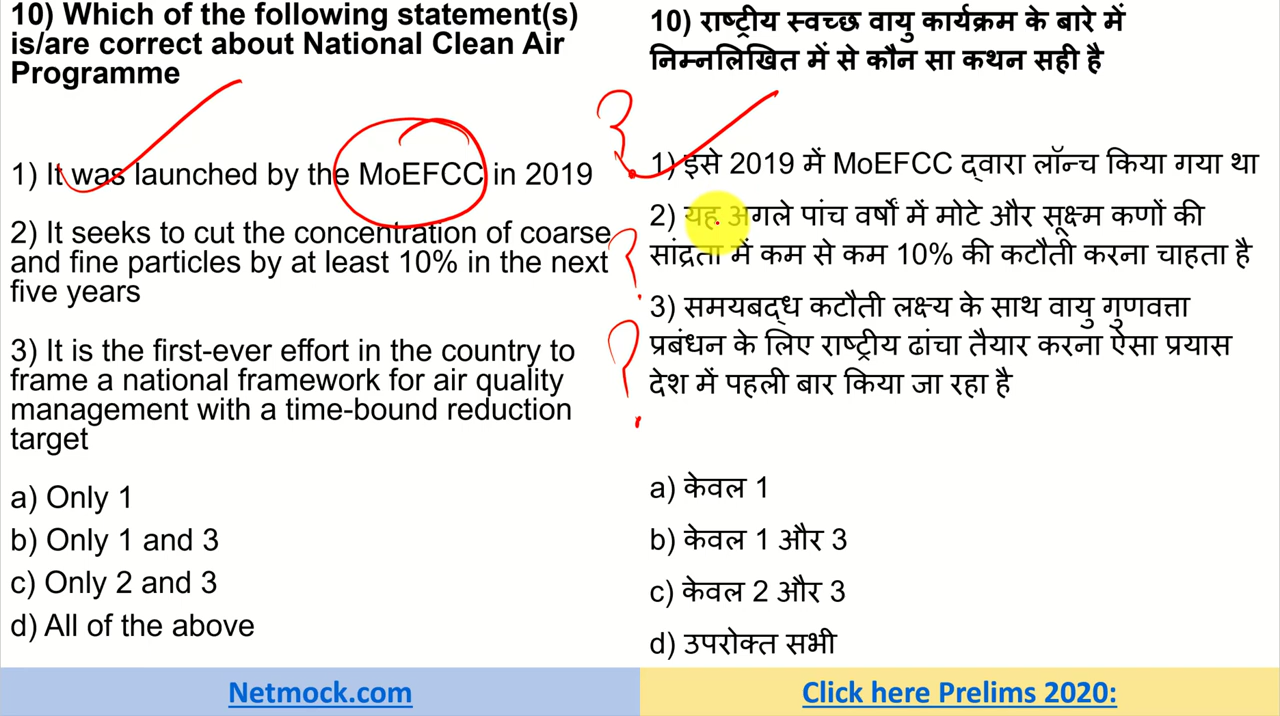 10) Which of the following statement(s)
is/are correct about National Clean Air
Programme
1) It was launched by the MoEFCC in 2019
2) It seeks to cut the concentration of coarse
and fine particles by at least 10% in the next
five years
3) It is the first-ever effort in the country to
frame a national framework for air quality
management with a time-bound reduction
target
a) Only 1
b) Only 1 and 3
c) Only 2 and 3
d) All of the above
10) राष्ट्रीय स्वच्छ वायु कार्यक्रम के बारे में
निम्नलिखित में से कौन सा कथन सही है
1) इसे 2019 में MoEFCC द्वारा लॉन्च किया गया था
2) यह अगले पांच वर्षों में मोटे और सूक्ष्म कणों की
सांद्रता में कम से कम 10% की कटौती करना चाहता है
3) समयबद्ध कटौती लक्ष्य के साथ वायु गुणवत्ता
प्रबंधन के लिए राष्ट्रीय ढांचा तैयार करना ऐसा प्रयास
देश में पहली बार किया जा रहा है
a) केवल 1
b) केवल 1 और 3
c) केवल 2 और 3
d) उपरोक्त सभी
Netmock.com
Click here Prelims 2020: